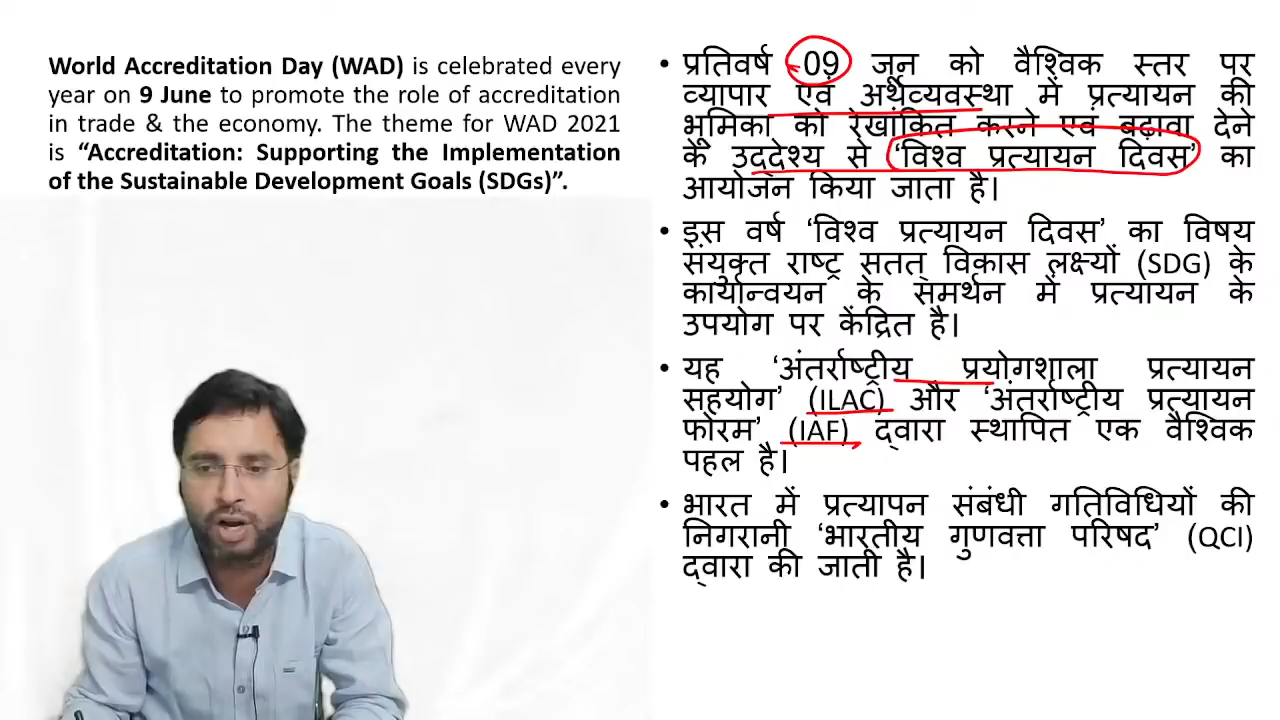 World Accreditation Day (WAD) is celebrated every
year on 9 June to promote the role of accreditation
in trade & the economy. The theme for WAD 2021
is “Accreditation: Supporting the Implementation
of the Sustainable Development Goals (SDGs)”.
• प्रतिवर्ष 09 जून को वैश्विक स्तर पर
व्यापार एवं अर्थव्यवस्था में प्रत्यायन की
भूमिका को रेखांकित करने एवं बढ़ावा देने
के उद्देश्य से ‘विश्व प्रत्यायन दिवस’ का
आयोजन किया जाता है।
• इस वर्ष ‘विश्व प्रत्यायन दिवस’ का विषय
संयुक्त राष्ट्र सतत् विकास लक्ष्यों (SDG) के
कार्यान्वयन के समर्थन में प्रत्यायन के
उपयोग पर केंद्रित है।
• यह ‘अंतर्राष्ट्रीय प्रयोगशाला प्रत्यायन
सहयोग’ (ILAC) और ‘अंतर्राष्ट्रीय प्रत्यायन
फोरम’ (IAF) द्वारा स्थापित एक वैश्विक
पहल है।
• भारत में प्रत्यापन संबंधी गतिविधियों की
निगरानी ‘भारतीय गुणवत्ता परिषद’ (QCI)
द्वारा की जाती है।